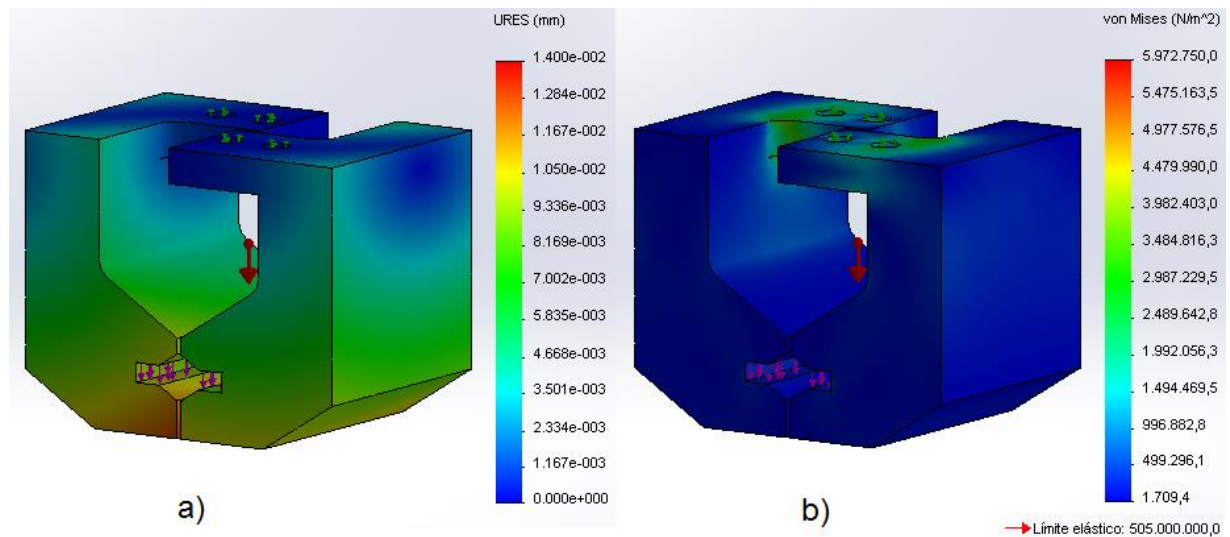 URES (mm)
1.400e-002
1.284e-002
1.167e-002
1.050e-002
9.336e-003
8.169e-003
7.002e-003
5.835e-003
4.668e-003
3.501e-003
2.334e-003
1.167e-003
0.000e+000
a)
von Mises (N/m^2)
5.972.750,0
5.475.163,5
4.977.576,5
4.479.990,0
3.982.403,0
3.484.816,3
2.987.229,5
2.489.642,8
1.992.056,3
1.494.469,5
996.882,8
499.296,1
1.709,4
b)
Límite elástico: 505.000.000,0